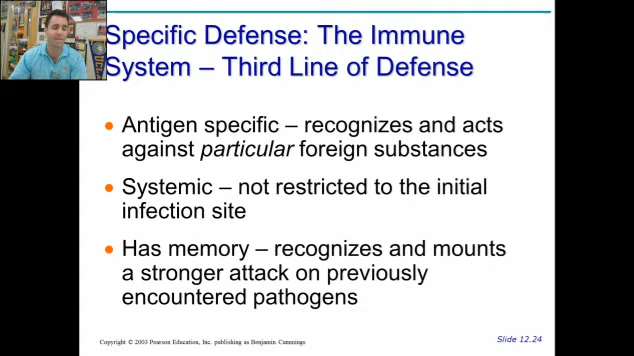 Specific Defense: The Immune
System – Third Line of Defense
• Antigen specific – recognizes and acts
against particular foreign substances
• Systemic – not restricted to the initial
infection site
• Has memory – recognizes and mounts
a stronger attack on previously
encountered pathogens
Copyright © 2003 Pearson Education, Inc. publishing as Benjamin Cummings
Slide 12.24